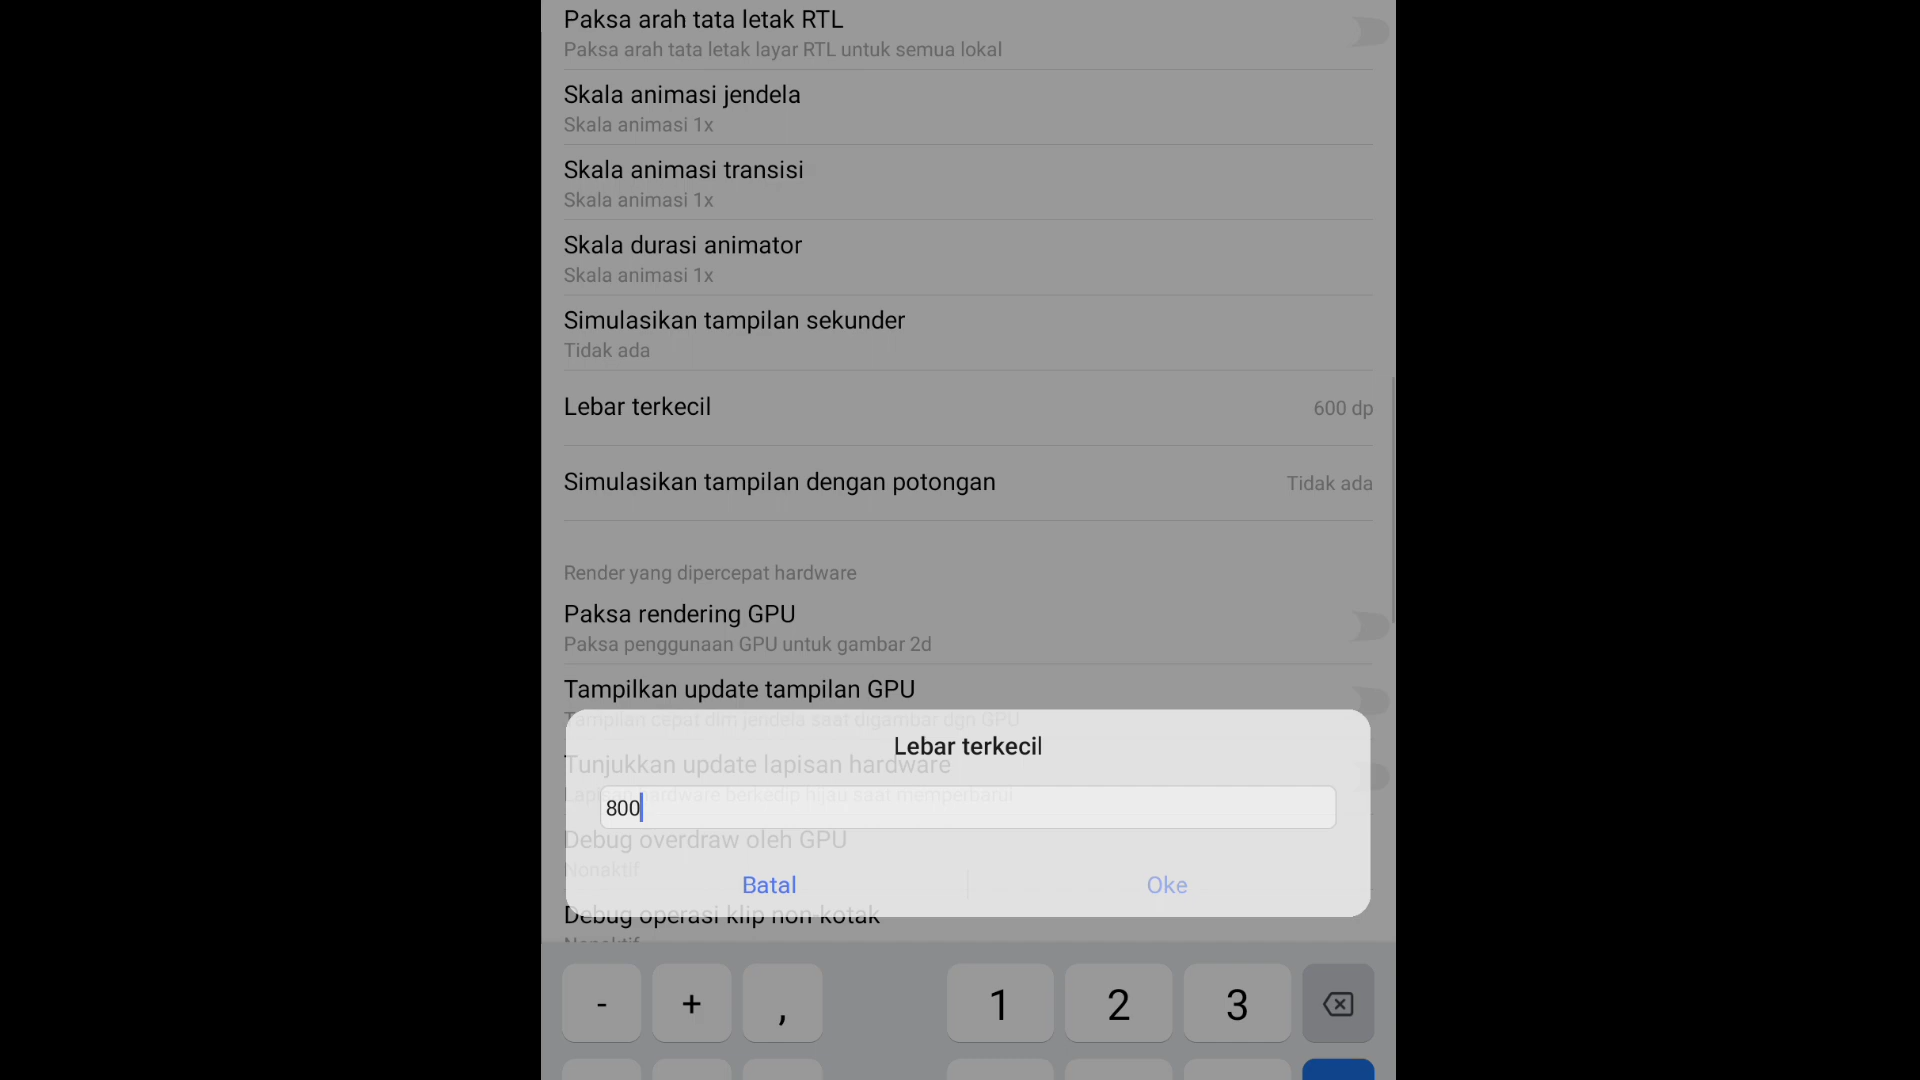 Paksa arah tata letak RTL
Paksa arah tata letak layar RTL untuk semua lokal
Skala animasi jendela
Skala animasi 1x
Skala animasi transisi
Skala animasi 1x
Skala durasi animator
Skala animasi 1x
Simulasikan tampilan sekunder
Tidak ada
Lebar terkecil 600 dp
Simulasikan tampilan dengan potongan Tidak ada
Render yang dipercepat hardware
Paksa rendering GPU
Paksa penggunaan GPU untuk gambar 2d
Tampilkan update tampilan GPU
Tampilan cepat dlm jendela saat digambar dgn GPU
Lebar terkecil
Tunjukkan update lapisan hardware
Lapisan hardware berkedip hijau saat memperbarui
800
Debug overdraw oleh GPU
Nonaktif
Batal Oke
Debug operasi klip non-kotak
Nonaktif
- + , 1 2 3